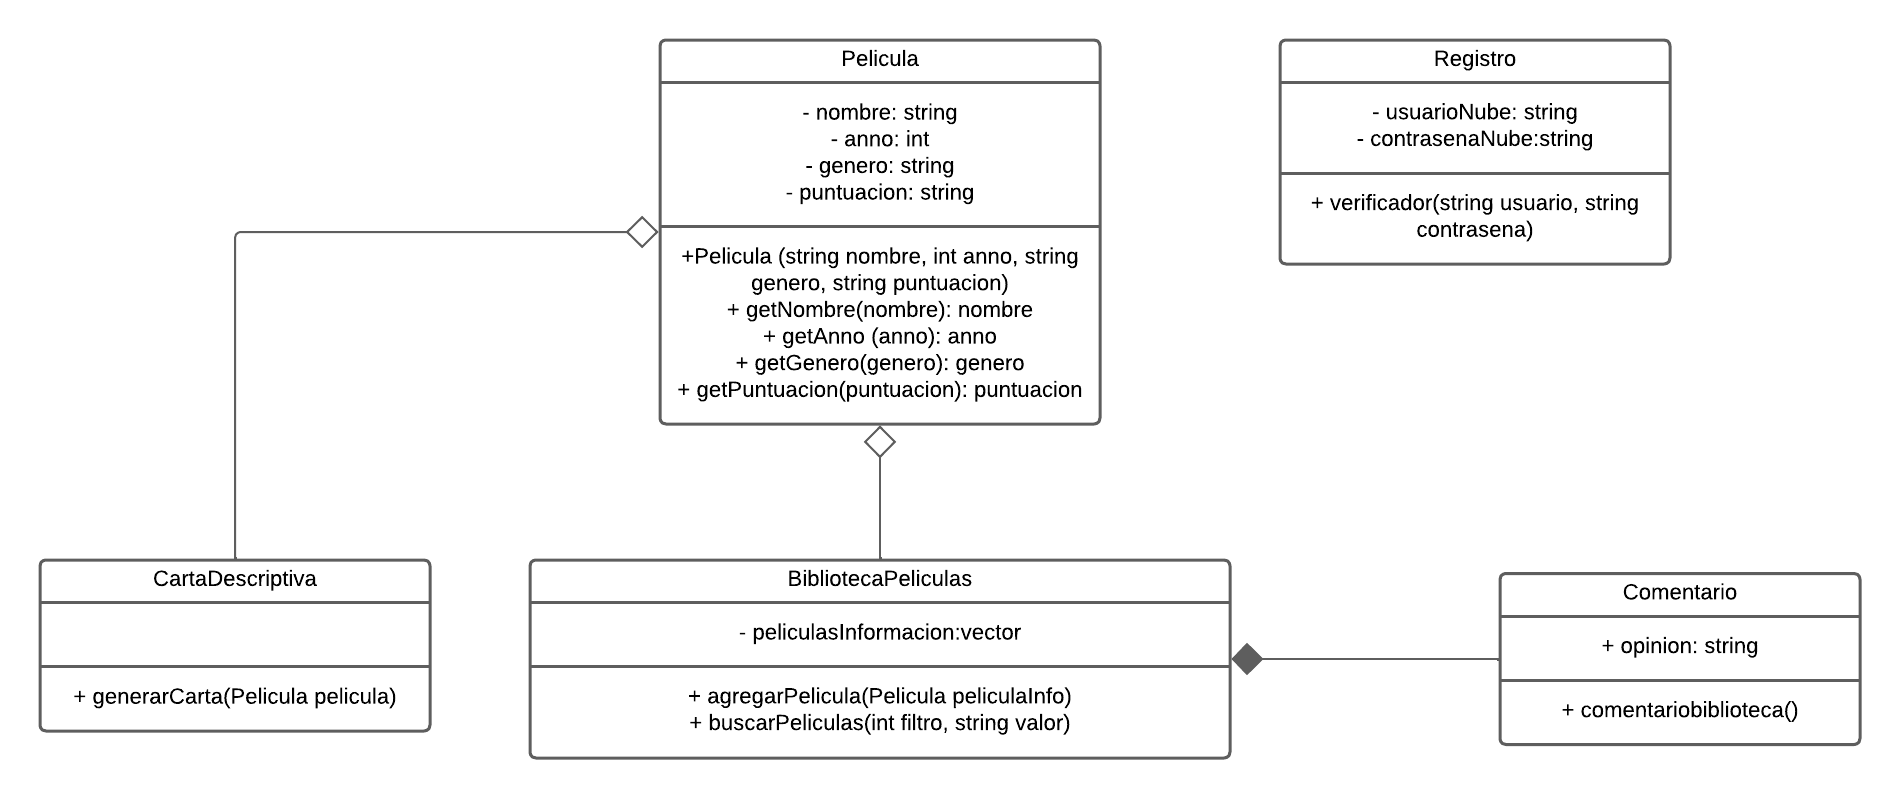 Pelicula
- nombre: string
- anno: int
- genero: string
- puntuacion: string
+Pelicula (string nombre, int anno, string
genero, string puntuacion)
+ getNombre(nombre): nombre
+ getAnno (anno): anno
+ getGenero(genero): genero
+ getPuntuacion(puntuacion): puntuacion
Registro
- usuarioNube: string
- contrasenaNube:string
+ verificador(string usuario, string
contrasena)
CartaDescriptiva
+ generarCarta(Pelicula pelicula)
BibliotecaPeliculas
- peliculasInformacion:vector
+ agregarPelicula(Pelicula peliculaInfo)
+ buscarPeliculas(int filtro, string valor)
Comentario
+ opinion: string
+ comentariobiblioteca()